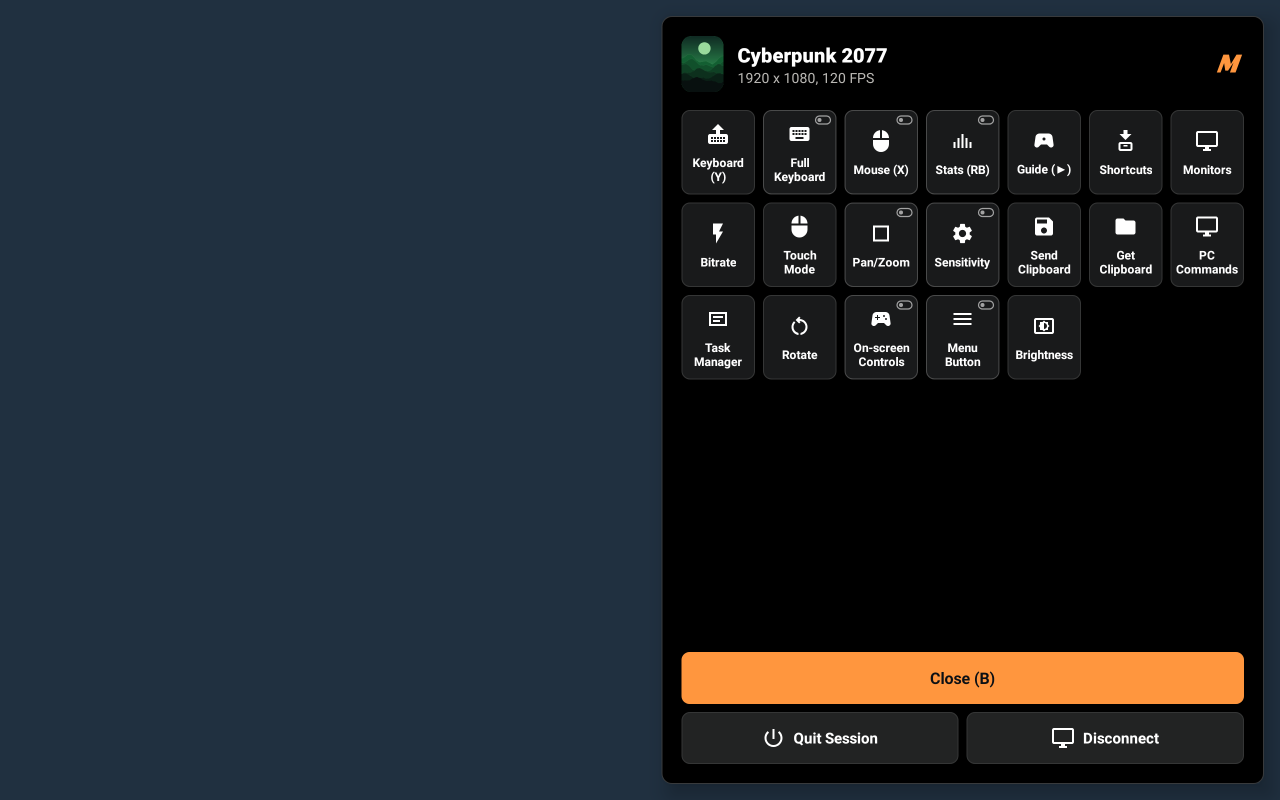 Cyberpunk 2077
1920 x 1080, 120 FPS
M
Keyboard
(Y)
Full
Keyboard
Mouse (X)
Stats (RB)
Guide (►)
Shortcuts
Monitors
Bitrate
Touch
Mode
Pan/Zoom
Sensitivity
Send
Clipboard
Get
Clipboard
PC
Commands
Task
Manager
Rotate
On-screen
Controls
Menu
Button
Brightness
Close (B)
Quit Session
Disconnect